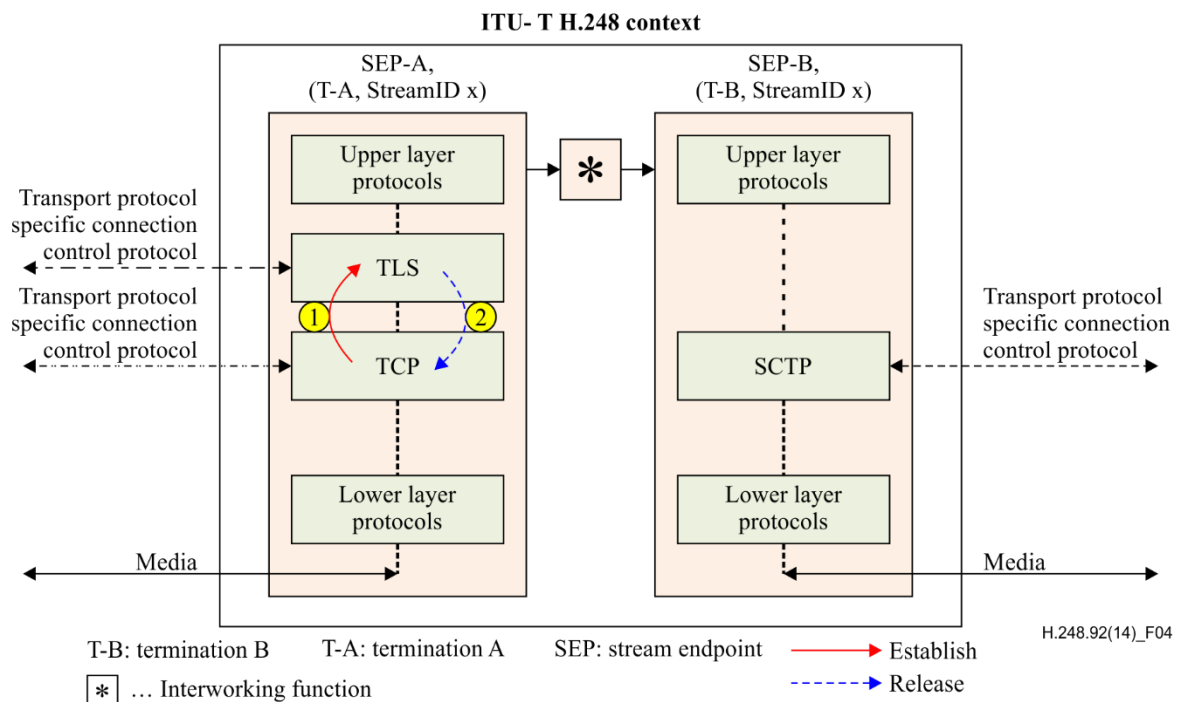 ITU- T H.248 context
SEP-A,
(T-A, StreamID x)
SEP-B,
(T-B, StreamID x)
Upper layer
protocols
*
Upper layer
protocols
Transport protocol
specific connection
control protocol
TLS
Transport protocol
specific connection
control protocol
1
2
TCP
SCTP
Transport protocol
specific connection
control protocol
Lower layer
protocols
Lower layer
protocols
Media
Media
H.248.92(14)_F04
T-B: termination B
T-A: termination A
SEP: stream endpoint
Establish
* … Interworking function
Release